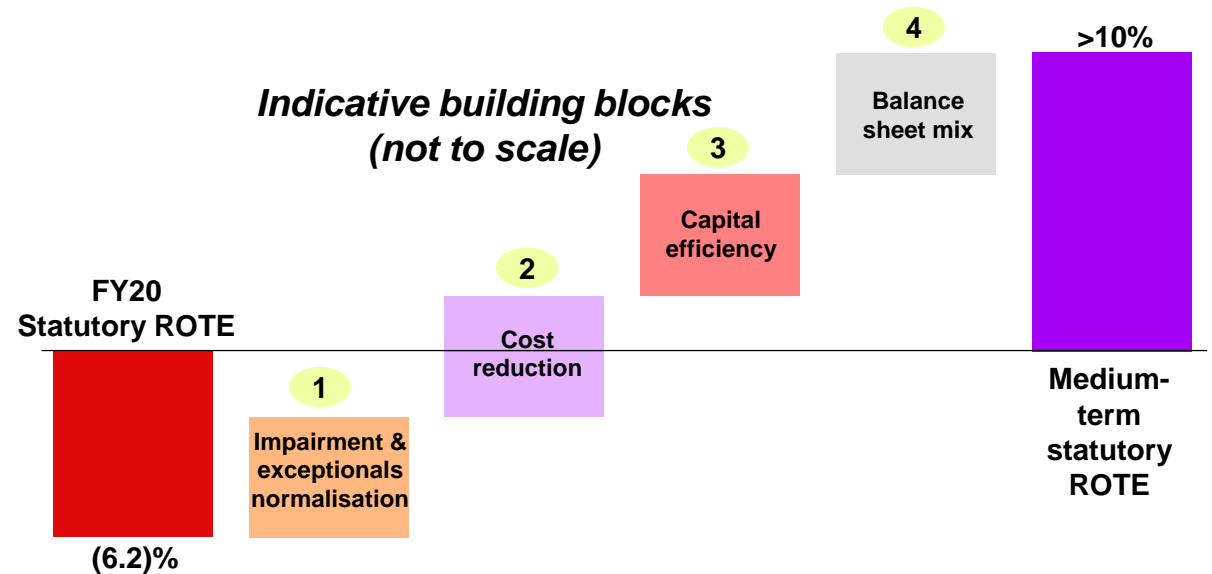 Indicative building blocks
(not to scale)
FY20
Statutory ROTE
(6.2)%
1
Impairment &
exceptionals
normalisation
2
Cost
reduction
3
Capital
efficiency
4
Balance
sheet mix
>10%
Medium-
term
statutory
ROTE